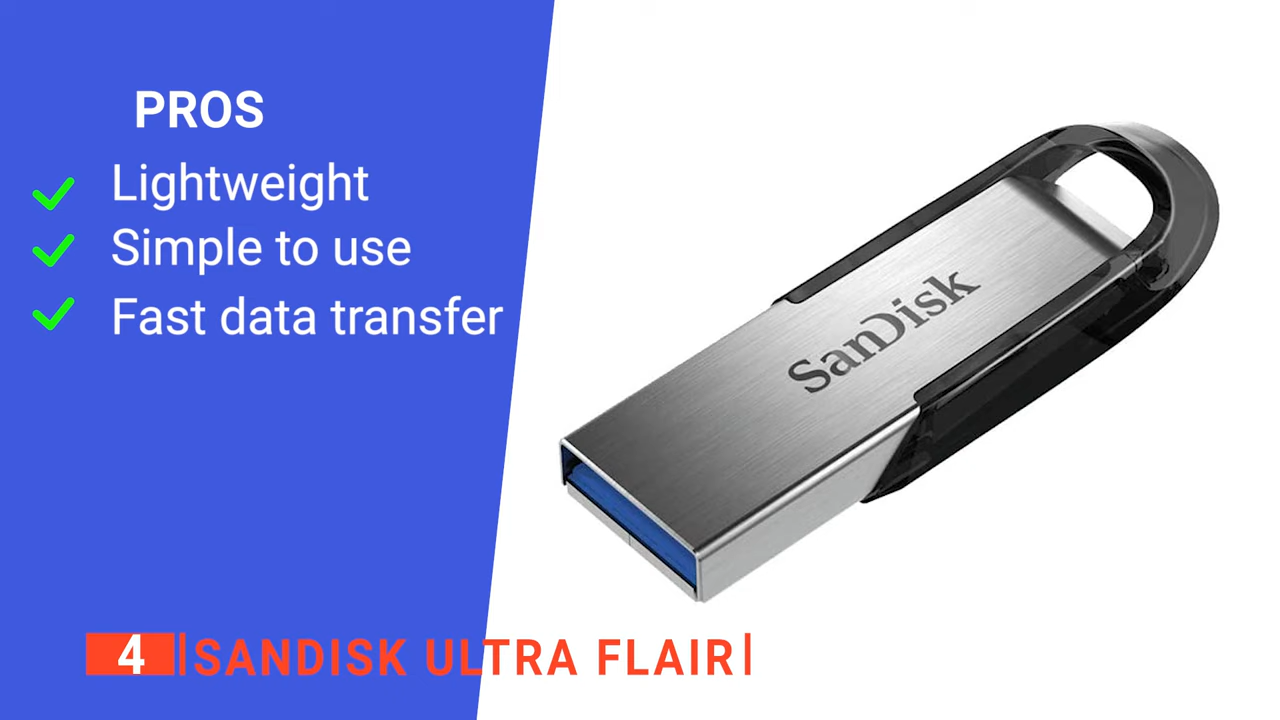 PROS
Lightweight
Simple to use
Fast data transfer
SanDisk
4 SANDISK ULTRA FLAIR